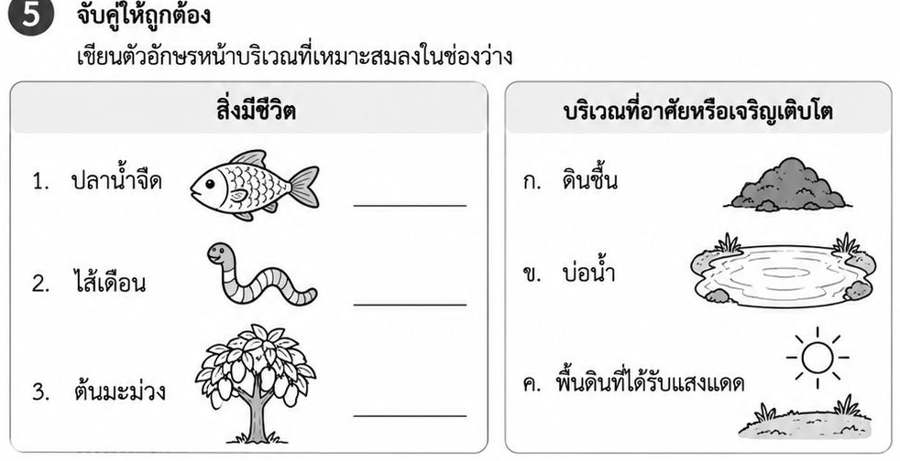 5 จับคู่ให้ถูกต้อง
เขียนตัวอักษรหน้าบริเวณที่เหมาะสมลงในช่องว่าง
สิ่งมีชีวิต
1. ปลาน้ำจืด
2. ไส้เดือน
3. ต้นมะม่วง
บริเวณที่อาศัยหรือเจริญเติบโต
ก. ดินชื้น
ข. บ่อน้ำ
ค. พื้นดินที่ได้รับแสงแดด